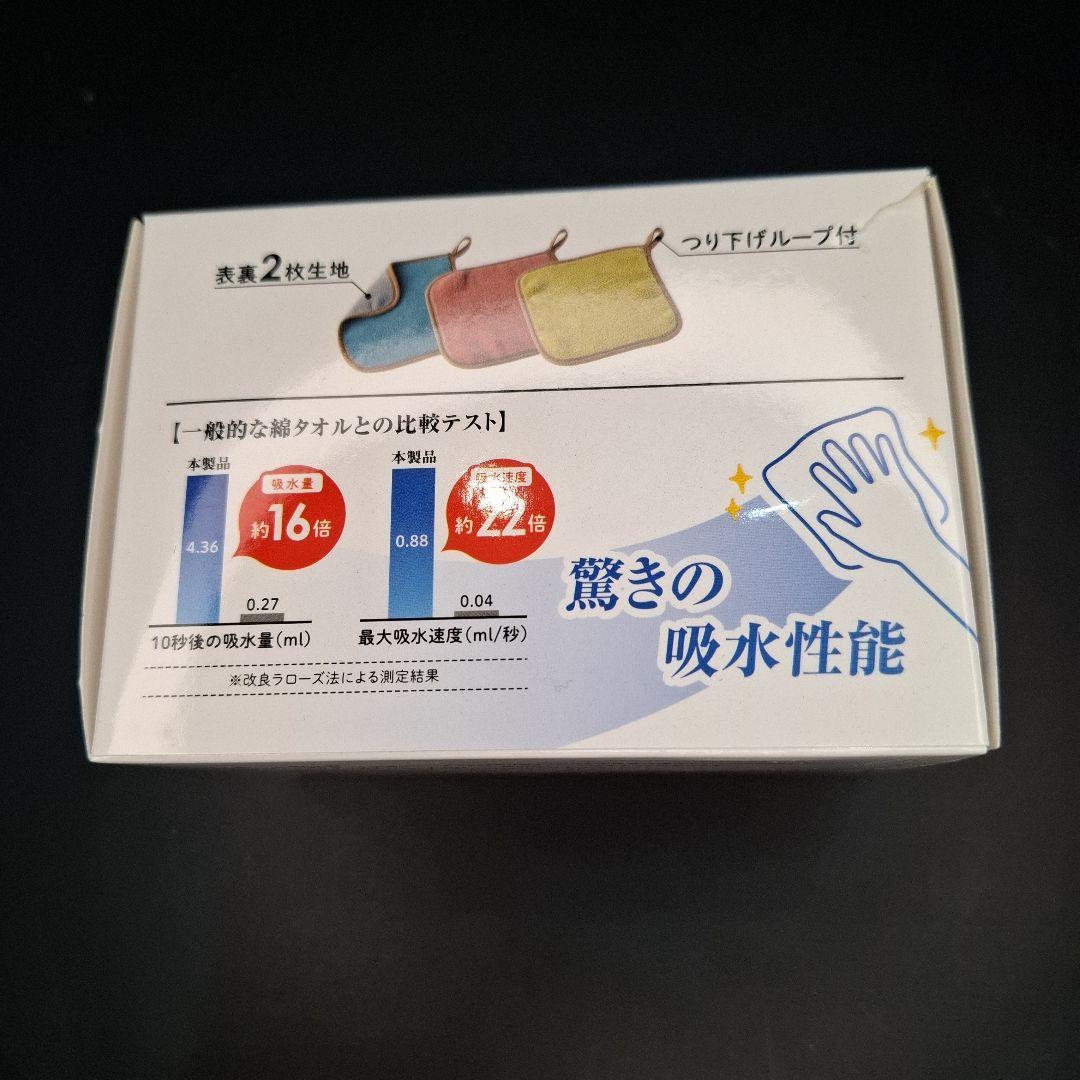 表裏2枚生地
つり下げループ付
【一般的な綿タオルとの比較テスト】
本製品
4.36
吸水量
約16倍
0.27
10秒後の吸水量(ml)
本製品
0.88
吸水速度
約22倍
0.04
最大吸水速度(ml/秒)
※改良ラローズ法による測定結果
驚きの
吸水性能